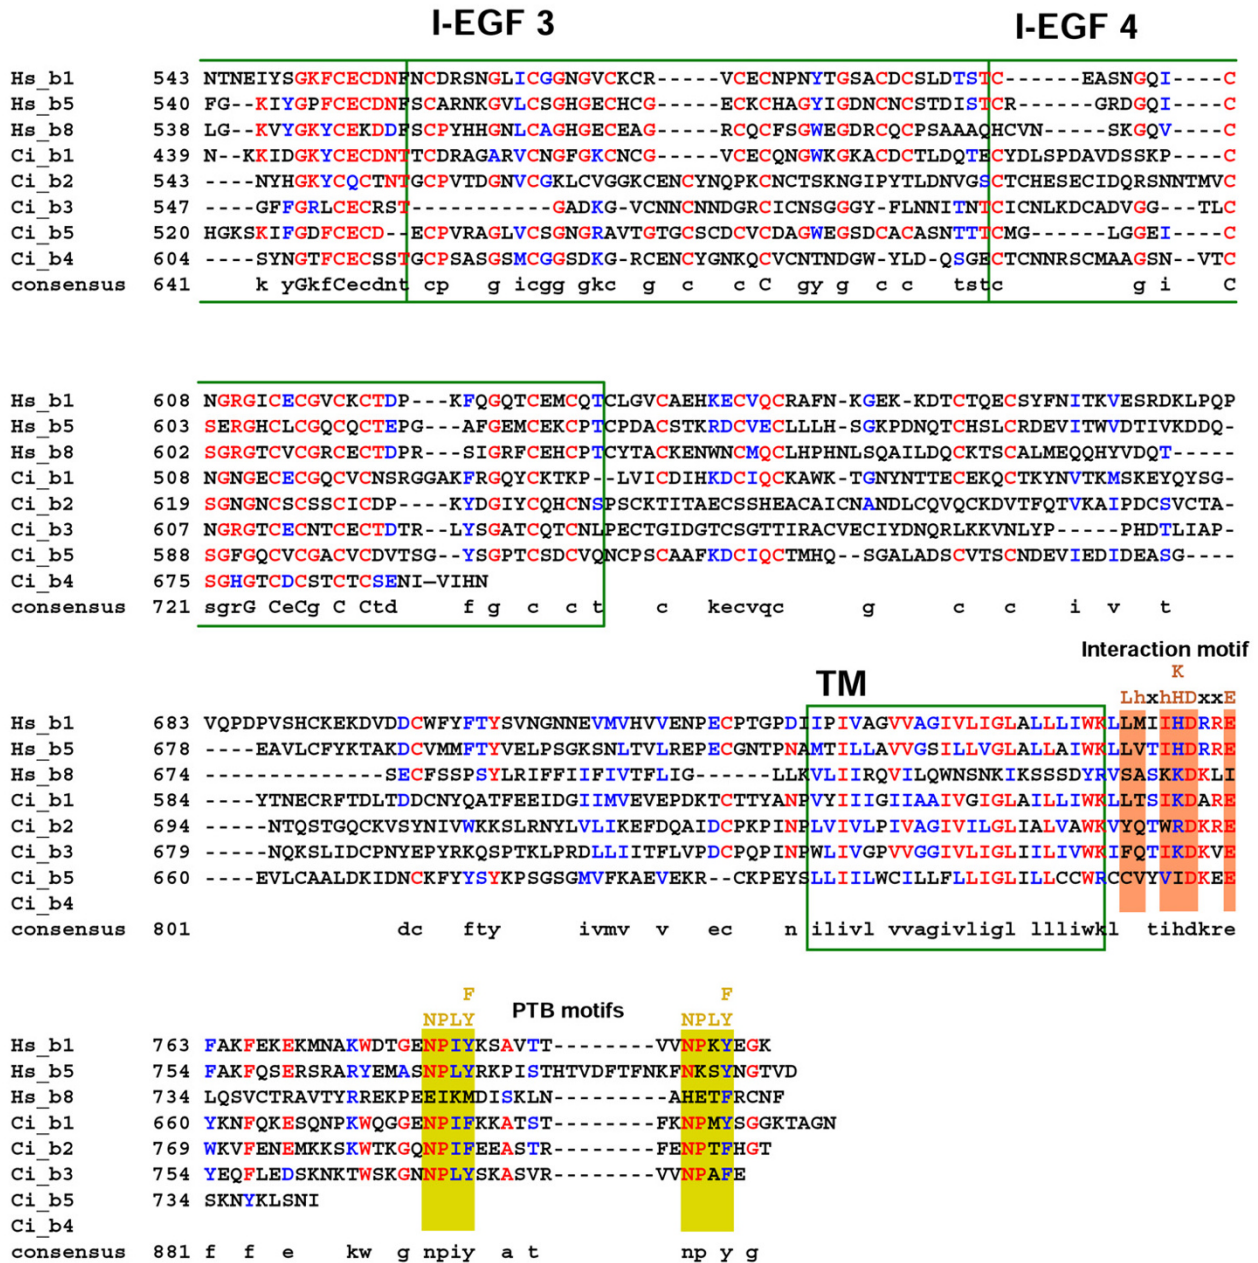 I-EGF 3 I-EGF 4
Hs_b1 543 NTNEIYSGKFCECDNFNCDRSNGLICGGNGVCKCR-----VCECNPNYTGSACDCSLDTSTC------EASNGQI----C
Hs_b5 540 FG--KIYGPFCECDNFSCARNKGVLCSGHGECHCG-----ECKCHAGYIGDNCNCSTDISTCR------GRDGQI----C
Hs_b8 538 LG--KVYGKYCEKDDFSCPYHHGNLCAGHGECEAG-----RCQCFSGWEGDRCQCPSAAAQHCVN-----SKGQV----C
Ci_b1 439 N--KKIDGKYCECDNTTCDRAGARVCNGFGKCNCG-----VCECQNGWKGKACDCTLDQTECYDLSPDAVDSSKP----C
Ci_b2 543 ----NYHGKYCQCTNTGCPVTDGNVCGKLCVGGKCENCYNQPKCNCTSKNGIPYTLDNVGSCTCHESECIDQRSNNTMVC
Ci_b3 547 ----GFFGRLCECRST-----------GADKG-VCNNCNNDGRCICNSGGGY-FLNNITNTCICNLKDCADVGG---TLC
Ci_b5 520 HGKSKIFGDFCECD--ECPVRAGLVCSGNGRAVTGTGCSCDCVCDAGWEGSDCACASNTTTCMG------LGGEI----C
Ci_b4 604 ----SYNGTFCECSSTGCPSASGSMCGGSDKG-RCENCYGNKQCVCNTNDGW-YLD-QSGECTCNNRSCMAAGSN--VTC
consensus 641 k yGkfCecdnt cp g icgg gkc g c c C gy g c c tstc g i C
Hs_b1 608 NGRGICECGVCKCTDP---KFQGQTCEMCQTCLGVCAEHKECVQCRAFN-KGEK-KDTCTQECSYFNITKVESRDKLPQP
Hs_b5 603 SERGHCLCGQCQCTEPG---AFGEMCEKCPTCPDACSTKRDCVECLLLH-SGKPDNQTCHSLCRDEVITWVDTIVKDDQ-
Hs_b8 602 SGRGTCVCGRCECTDPR---SIGRFCEHCPTCYTACKENWNCMQCLHPHNLSQAILDQCKTSCALMEQQHYVDQT-----
Ci_b1 508 NGNGECECGQCVCNSRGGAKFRGQYCKTKP--LVICDIHKDCIQCKAWK-TGNYNTTECEKQCTKYNVTKMSKEYQYSG-
Ci_b2 619 SGNGNCSCSSCICDP----KYDGIYCQHCNSPSCKTITAECSSHEACAICNANDLCQVQCKDVTFQTVKAIPDCSVCTA-
Ci_b3 607 NGRGTCECNTCECTDTR--LYSGATCQTCNLPECTGIDGTCSGTTIRACVECIYDNQRLKKVNLYP-----PHDTLIAP-
Ci_b5 588 SGFGQCVCGACVCDVTSG--YSGPTCSDCVQNCPSCAAFKDCIQCTMHQ--SGALADSCVTSCNDEVIEDIDEASG----
Ci_b4 675 SGHGTCDCSTCTCSENI–VIHN
consensus 721 sgrG CeCg C Ctd f g c c t c kecvqc g c c i v t
Interaction motif
K
TM LhxhHDxxE
Hs_b1 683 VQPDPVSHCKEKDVDDCWFYFTYSVNGNNEVMVHVVENPECPTGPDIIPIVAGVVAGIVLIGLALLLIWKLLMIIHDRRE
Hs_b5 678 ----EAVLCFYKTAKDCVMMFTYVELPSGKSNLTVLREPECGNTPNAMTILLAVVGSILLVGLALLAIWKLLVTIHDRRE
Hs_b8 674 --------------SECFSSPSYLRIFFIIFIVTFLIG------LLKVLIIRQVILQWNSNKIKSSSDYRVSASKKDKLI
Ci_b1 584 ----YTNECRFTDLTDDCNYQATFEEIDGIIMVEVEPDKTCTTYANPVYIIIGIIAAIVGIGLAILLIWKLLTSIKDARE
Ci_b2 694 -----NTQSTGQCKVSYNIVWKKSLRNYLVLIKEFDQAIDCPKPINPLVIVLPIVAGIVILGLIALVAWKVYQTWRDKRE
Ci_b3 679 -----NQKSLIDCPNYEPYRKQSPTKLPRDLLIITFLVPDCPQPINPWLIVGPVVGGIVLIGLIILIVWKIFQTIKDKVE
Ci_b5 660 ----EVLCAALDKIDNCKFYYSYKPSGSGMVFKAEVEKR--CKPEYSLLIILWCILLFLLIGLILLCCWRCCVYVIDKEE
Ci_b4
consensus 801 dc fty ivmv v ec n ilivl vvagivligl llliwkl tihdkre
F PTB motifs F
NPLY NPLY
Hs_b1 763 FAKFEKEKMNAKWDTGENPIYKSAVTT--------VVNPKYEGK
Hs_b5 754 FAKFQSERSRARYEMASNPLYRKPISTHTVDFTFNKFNKSYNGTVD
Hs_b8 734 LQSVCTRAVTYRREKPEEIKMDISKLN--------AHETFRCNF
Ci_b1 660 YKNFQKESQNPKWQGGENPIFKKATST--------FKNPMYSGGKTAGN
Ci_b2 769 WKVFENEMKKSKWTKGQNPIFEEASTR--------FENPTFHGT
Ci_b3 754 YEQFLEDSKNKTWSKGNNPLYSKASVR--------VVNPAFE
Ci_b5 734 SKNYKLSNI
Ci_b4
consensus 881 f f e kw g npiy a t np y g